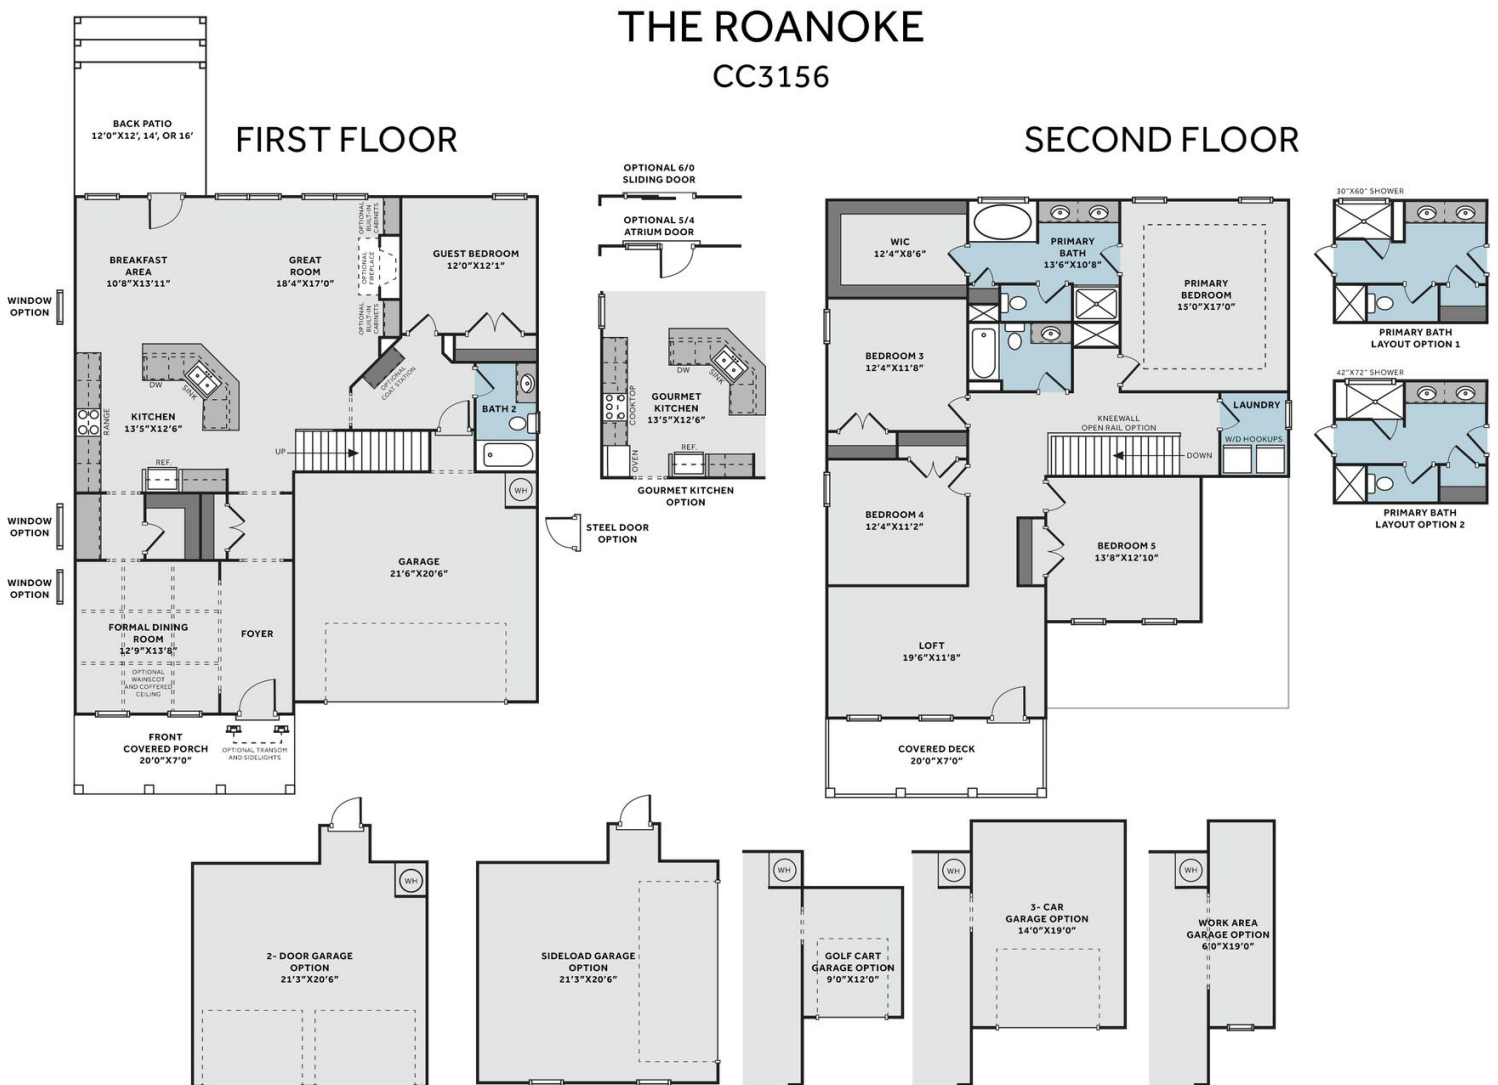 THE ROANOKE
CC3156
FIRST FLOOR
BACK PATIO
12'0"X12', 14', OR 16'
BREAKFAST
AREA
10'8"X13'11"
GREAT
ROOM
18'4"X17'0"
OPTIONAL
BUILT-IN
CABINETS
OPTIONAL
FIREPLACE
OPTIONAL
BUILT-IN
CABINETS
GUEST BEDROOM
12'0"X12'1"
WINDOW
OPTION
OPTIONAL
COAT STATION
DW
SINK
RANGE
KITCHEN
13'5"X12'6"
BATH 2
UP
REF.
WH
WINDOW
OPTION
WINDOW
OPTION
GARAGE
21'6"X20'6"
FORMAL DINING
ROOM
12'9"X13'8"
OPTIONAL
WAINSCOT
AND COFFERED
CEILING
FOYER
FRONT
COVERED PORCH
20'0"X7'0"
OPTIONAL TRANSOM
AND SIDELIGHTS
OPTIONAL 6/0
SLIDING DOOR
OPTIONAL 5/4
ATRIUM DOOR
DW
SINK
COOKTOP
GOURMET
KITCHEN
13'5"X12'6"
REF.
OVEN
GOURMET KITCHEN
OPTION
STEEL DOOR
OPTION
SECOND FLOOR
WIC
12'4"X8'6"
PRIMARY
BATH
13'6"X10'8"
PRIMARY
BEDROOM
15'0"X17'0"
BEDROOM 3
12'4"X11'8"
KNEEWALL
OPEN RAIL OPTION
DOWN
LAUNDRY
W/D HOOKUPS
BEDROOM 4
12'4"X11'2"
BEDROOM 5
13'8"X12'10"
LOFT
19'6"X11'8"
COVERED DECK
20'0"X7'0"
30"X60" SHOWER
PRIMARY BATH
LAYOUT OPTION 1
42"X72" SHOWER
PRIMARY BATH
LAYOUT OPTION 2
WH
2- DOOR GARAGE
OPTION
21'3"X20'6"
SIDELOAD GARAGE
OPTION
21'3"X20'6"
WH
GOLF CART
GARAGE OPTION
9'0"X12'0"
WH
3- CAR
GARAGE OPTION
14'0"X19'0"
WH
WORK AREA
GARAGE OPTION
6'0"X19'0"